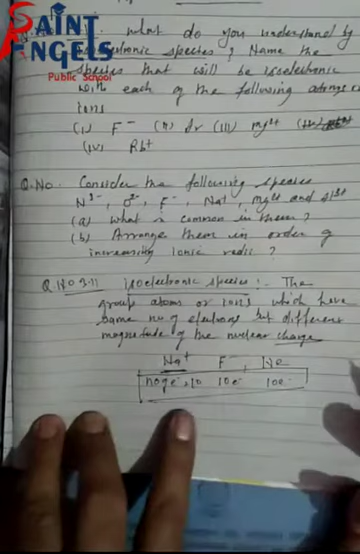 SAINT
ANGELS
Public School
what do you understand by
isoelectronic species? Name the
species that will be isoelectronic
with each of the following atoms or
ions
(i) F⁻ (ii) Ar (iii) Mg²⁺
(iv) Rb⁺
Q.No. Consider the following species
N³⁻, O²⁻, F⁻, Na⁺, Mg²⁺ and Al³⁺
(a) What is common in them?
(b) Arrange them in order of
increasing ionic radii?
Q.NO 3.11 Isoelectronic species:- The
group atoms or ions which have
same no of electrons but different
magnitude of the nuclear charge
Na⁺ F⁻ Ne
no of e⁻, 10 10e⁻ 10e⁻